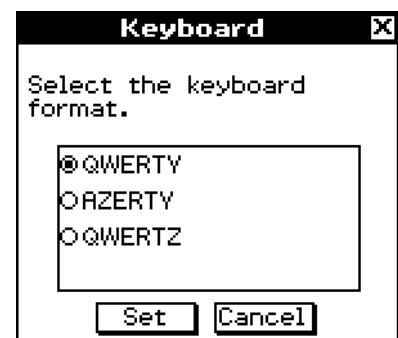 Keyboard X
Select the keyboard
format.
QWERTY
AZERTY
QWERTZ
Set Cancel